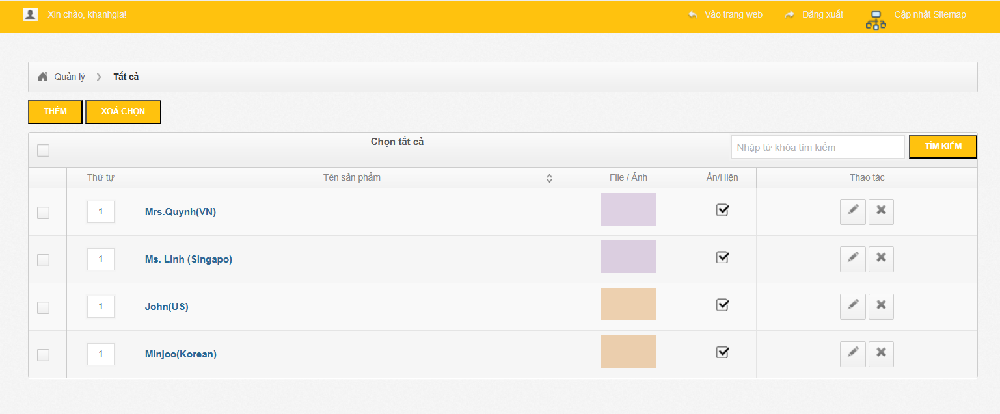 Xin chào, khanhgia!
Vào trang web
Đăng xuất
Cập nhật Sitemap
Quản lý
Tất cả
THÊM
XOÁ CHỌN
Chọn tất cả
Nhập từ khóa tìm kiếm
TÌM KIẾM
Thứ tự
Tên sản phẩm
File / Ảnh
Ẩn/Hiện
Thao tác
1
Mrs.Quynh(VN)
1
Ms. Linh (Singapo)
1
John(US)
1
Minjoo(Korean)